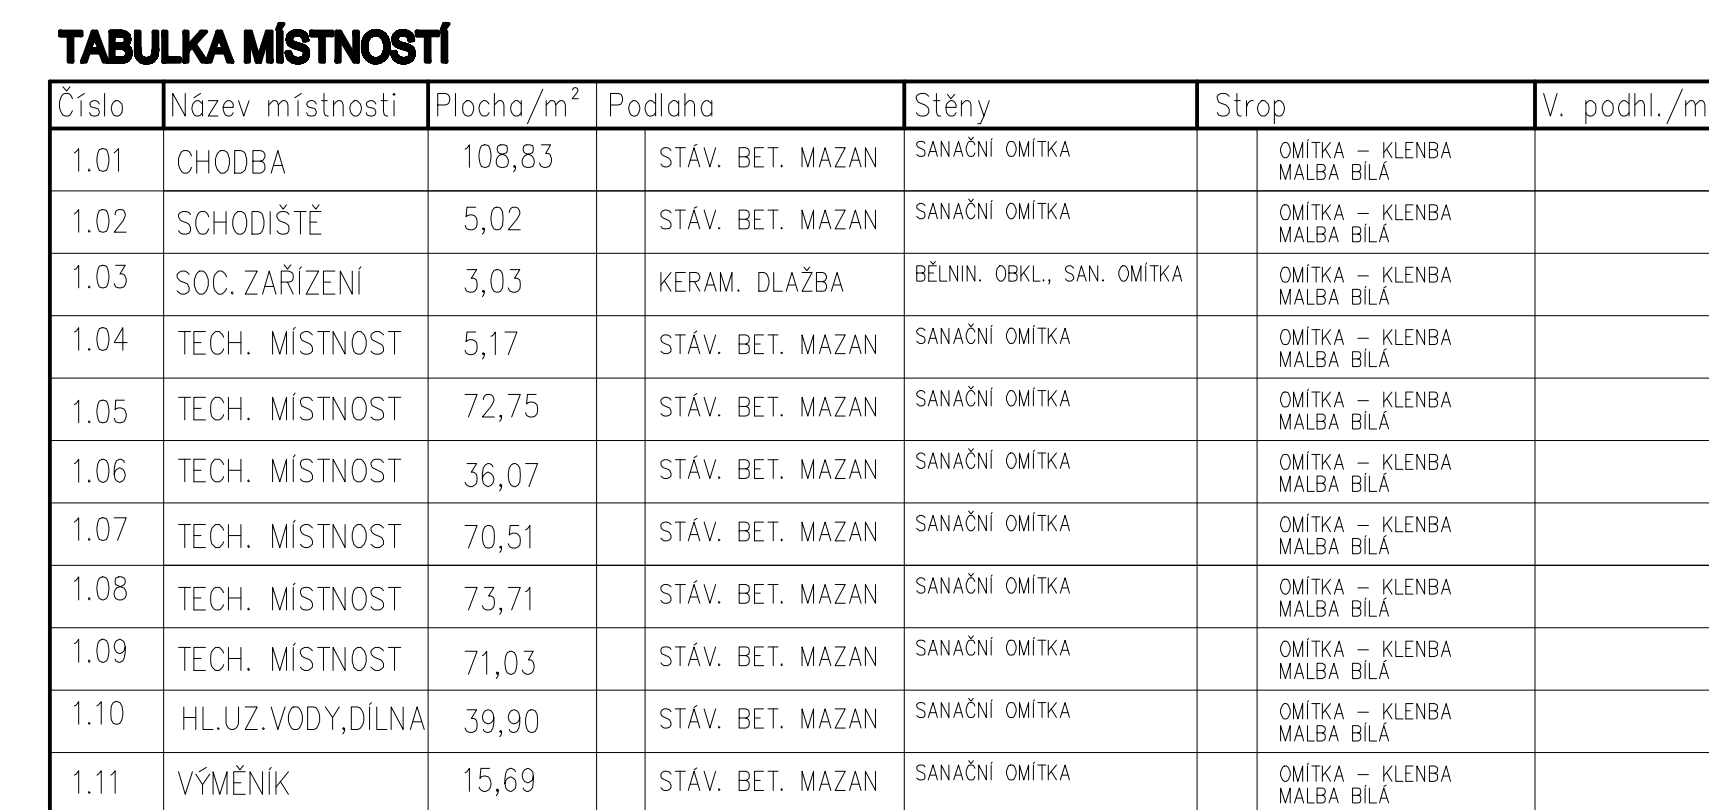 TABULKA MÍSTNOSTÍ
Číslo Název místnosti Plocha/m² Podlaha Stěny Strop V. podhl./m
1.01 CHODBA 108,83 STÁV. BET. MAZAN SANAČNÍ OMÍTKA OMÍTKA – KLENBA
MALBA BÍLÁ
1.02 SCHODIŠTĚ 5,02 STÁV. BET. MAZAN SANAČNÍ OMÍTKA OMÍTKA – KLENBA
MALBA BÍLÁ
1.03 SOC. ZAŘÍZENÍ 3,03 KERAM. DLAŽBA BĚLNIN. OBKL., SAN. OMÍTKA OMÍTKA – KLENBA
MALBA BÍLÁ
1.04 TECH. MÍSTNOST 5,17 STÁV. BET. MAZAN SANAČNÍ OMÍTKA OMÍTKA – KLENBA
MALBA BÍLÁ
1.05 TECH. MÍSTNOST 72,75 STÁV. BET. MAZAN SANAČNÍ OMÍTKA OMÍTKA – KLENBA
MALBA BÍLÁ
1.06 TECH. MÍSTNOST 36,07 STÁV. BET. MAZAN SANAČNÍ OMÍTKA OMÍTKA – KLENBA
MALBA BÍLÁ
1.07 TECH. MÍSTNOST 70,51 STÁV. BET. MAZAN SANAČNÍ OMÍTKA OMÍTKA – KLENBA
MALBA BÍLÁ
1.08 TECH. MÍSTNOST 73,71 STÁV. BET. MAZAN SANAČNÍ OMÍTKA OMÍTKA – KLENBA
MALBA BÍLÁ
1.09 TECH. MÍSTNOST 71,03 STÁV. BET. MAZAN SANAČNÍ OMÍTKA OMÍTKA – KLENBA
MALBA BÍLÁ
1.10 HL.UZ.VODY,DÍLNA 39,90 STÁV. BET. MAZAN SANAČNÍ OMÍTKA OMÍTKA – KLENBA
MALBA BÍLÁ
1.11 VÝMĚNÍK 15,69 STÁV. BET. MAZAN SANAČNÍ OMÍTKA OMÍTKA – KLENBA
MALBA BÍLÁ